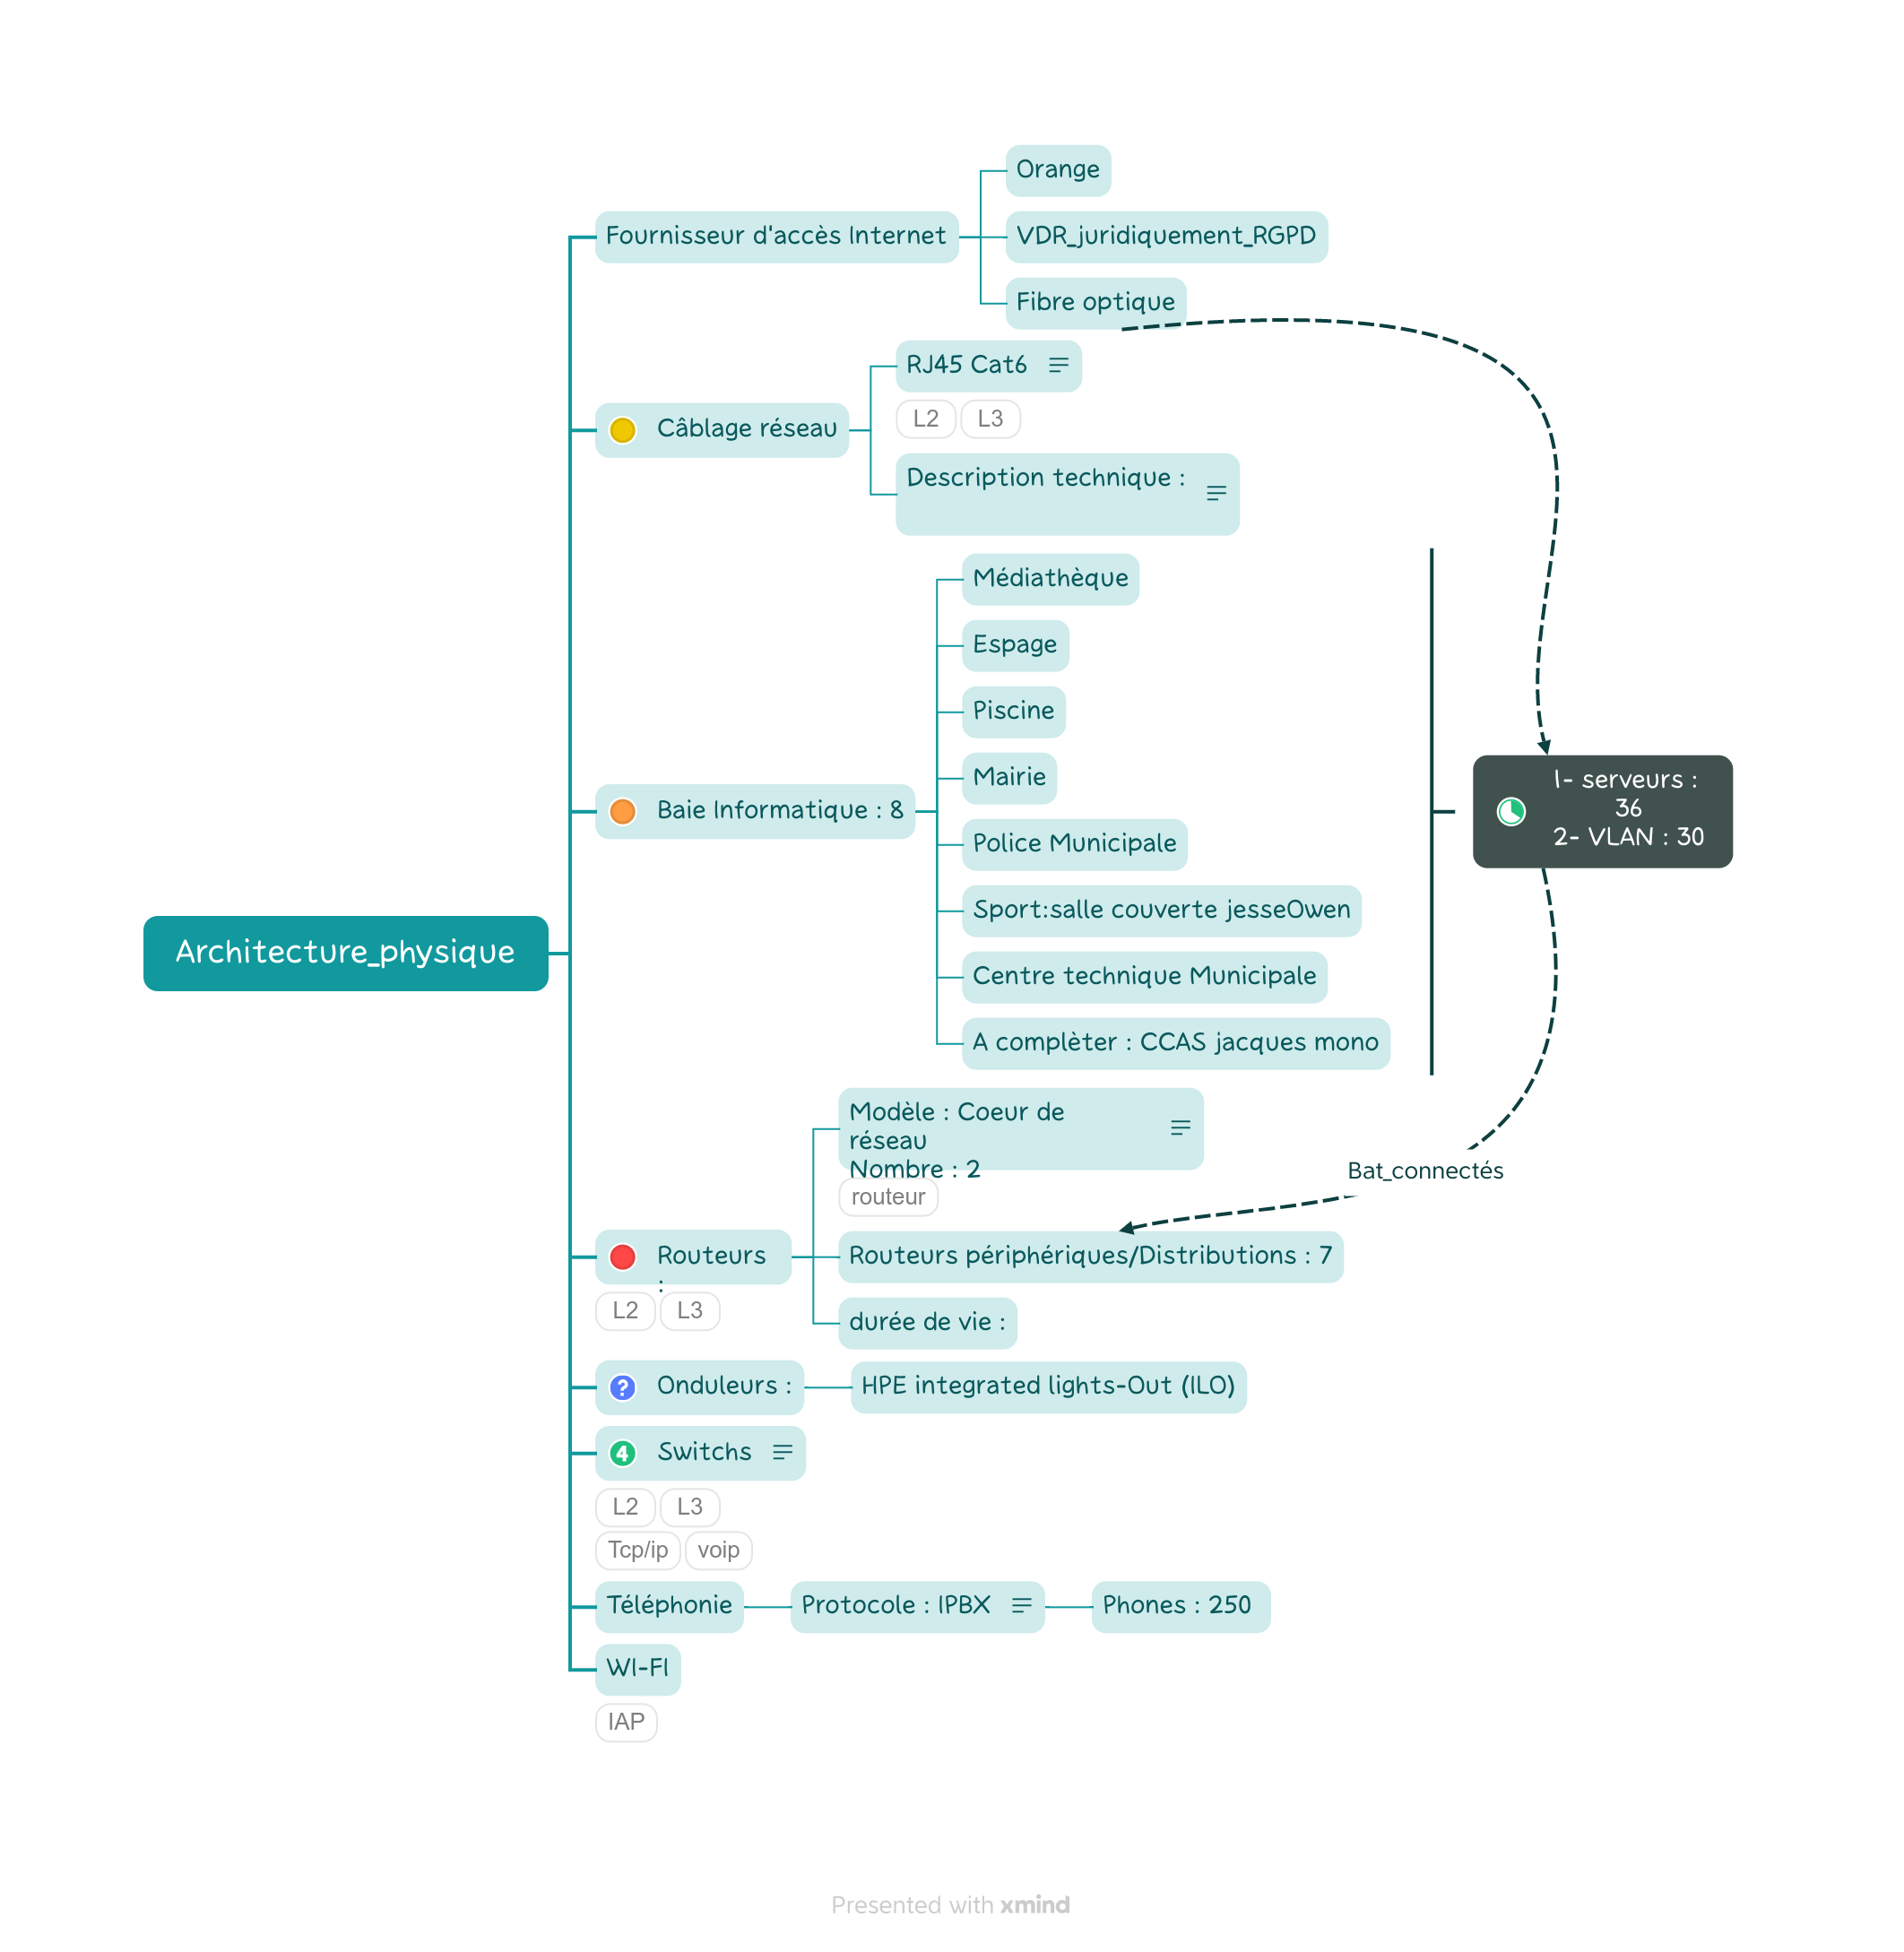 Architecture_physique
Fournisseur d'accès Internet
Orange
VDR_juridiquement_RGPD
Fibre optique
Câblage réseau
RJ45 Cat6
L2 L3
Description technique :
Baie Informatique : 8
Médiathèque
Espage
Piscine
Mairie
Police Municipale
Sport:salle couverte jesseOwen
Centre technique Municipale
A complèter : CCAS jacques mono
1- serveurs :
36
2- VLAN : 30
Bat_connectés
Routeurs
:
L2 L3
Modèle : Coeur de
réseau
Nombre : 2
routeur
Routeurs périphériques/Distributions : 7
durée de vie :
? Onduleurs :
HPE integrated lights-Out (ILO)
4 Switchs
L2 L3
Tcp/ip voip
Téléphonie
Protocole : IPBX
Phones : 250
WI-FI
IAP
Presented with xmind